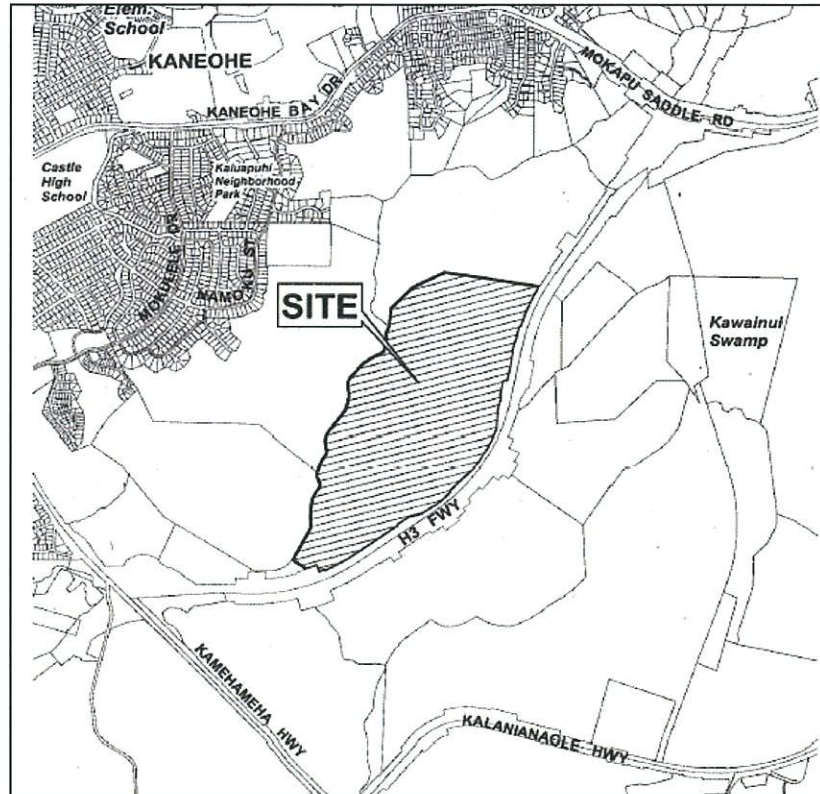 Elem.
School
KANEOHE
KANEOHE BAY DR
MOKAPU SADDLE RD
Castle
High
School
Kaluapuhi
Neighborhood
Park
MOKULELE DR
NAMOKU ST
SITE
Kawainui
Swamp
H3 FWY
KAMEHAMEHA HWY
KALANIANAOLE HWY